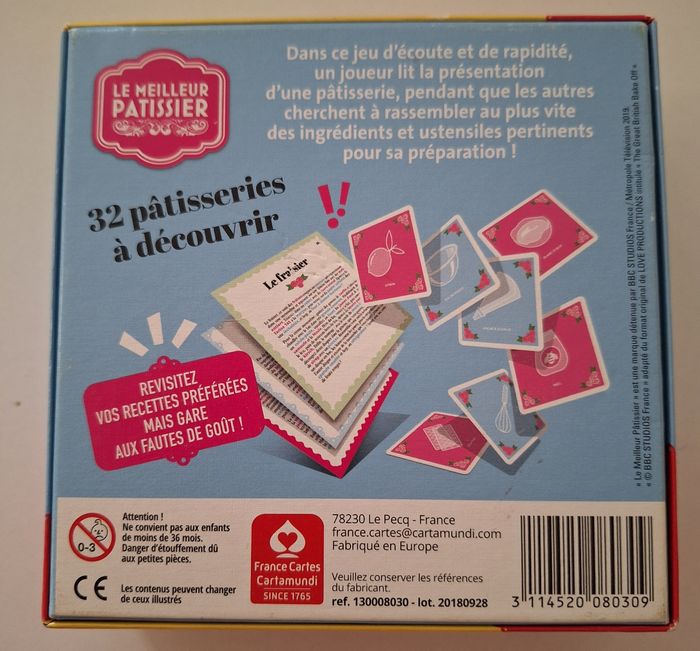 LE MEILLEUR
PATISSIER
Dans ce jeu d'écoute et de rapidité,
un joueur lit la présentation
d'une pâtisserie, pendant que les autres
cherchent à rassembler au plus vite
des ingrédients et ustensiles pertinents
pour sa préparation !
32 pâtisseries
à découvrir
!!
Le fraisier
CITRON
REVISITEZ
VOS RECETTES PRÉFÉRÉES
MAIS GARE
AUX FAUTES DE GOÛT !
« Le Meilleur Pâtissier » est une marque détenue par BBC STUDIOS France / Métropole Télévision 2019.
« © BBC STUDIOS France » adapté du format original de LOVE PRODUCTIONS intitulé « The Great British Bake Off »
0-3
Attention !
Ne convient pas aux enfants
de moins de 36 mois.
Danger d'étouffement dû
aux petites pièces.
CE
Les contenus peuvent changer
de ceux illustrés
France Cartes
Cartamundi
SINCE 1765
78230 Le Pecq - France
france.cartes@cartamundi.com
Fabriqué en Europe
Veuillez conserver les références
du fabricant.
ref. 130008030 - lot. 20180928
3 114520 080309